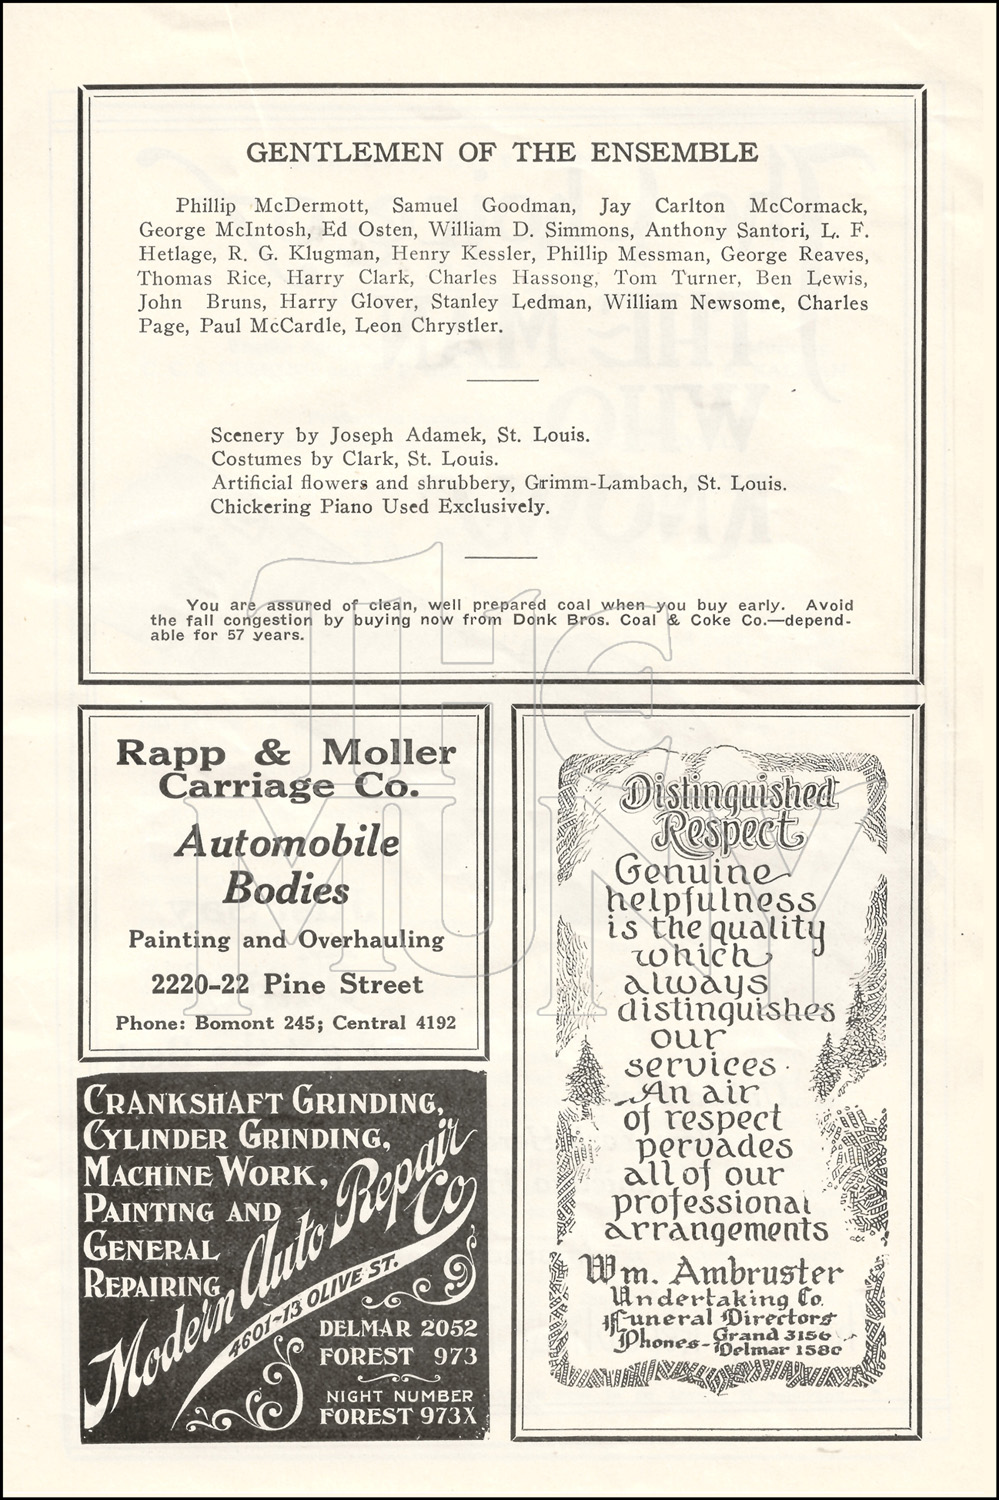 GENTLEMEN OF THE ENSEMBLE
Phillip McDermott, Samuel Goodman, Jay Carlton McCormack,
George McIntosh, Ed Osten, William D. Simmons, Anthony Santori, L. F.
Hetlage, R. G. Klugman, Henry Kessler, Phillip Messman, George Reaves,
Thomas Rice, Harry Clark, Charles Hassong, Tom Turner, Ben Lewis,
John Bruns, Harry Glover, Stanley Ledman, William Newsome, Charles
Page, Paul McCardle, Leon Chrystler.
Scenery by Joseph Adamek, St. Louis.
Costumes by Clark, St. Louis.
Artificial flowers and shrubbery, Grimm-Lambach, St. Louis.
Chickering Piano Used Exclusively.
You are assured of clean, well prepared coal when you buy early. Avoid
the fall congestion by buying now from Donk Bros. Coal & Coke Co.—depend-
able for 57 years.
THE
MUNY
Rapp & Moller
Carriage Co.
Automobile
Bodies
Painting and Overhauling
2220-22 Pine Street
Phone: Bomont 245; Central 4192
CRANKSHAFT GRINDING,
CYLINDER GRINDING,
MACHINE WORK,
PAINTING AND
GENERAL
REPAIRING
Modern Auto Repair Co
4601-13 OLIVE ST.
DELMAR 2052
FOREST 973
NIGHT NUMBER
FOREST 973X
Distinguished
Respect
Genuine
helpfulness
is the quality
which
always
distinguishes
our
services.
An air
of respect
pervades
all of our
professional
arrangements
Wm. Ambruster
Undertaking Co.
Funeral Directors
Phones- Grand 3156
Delmar 1580